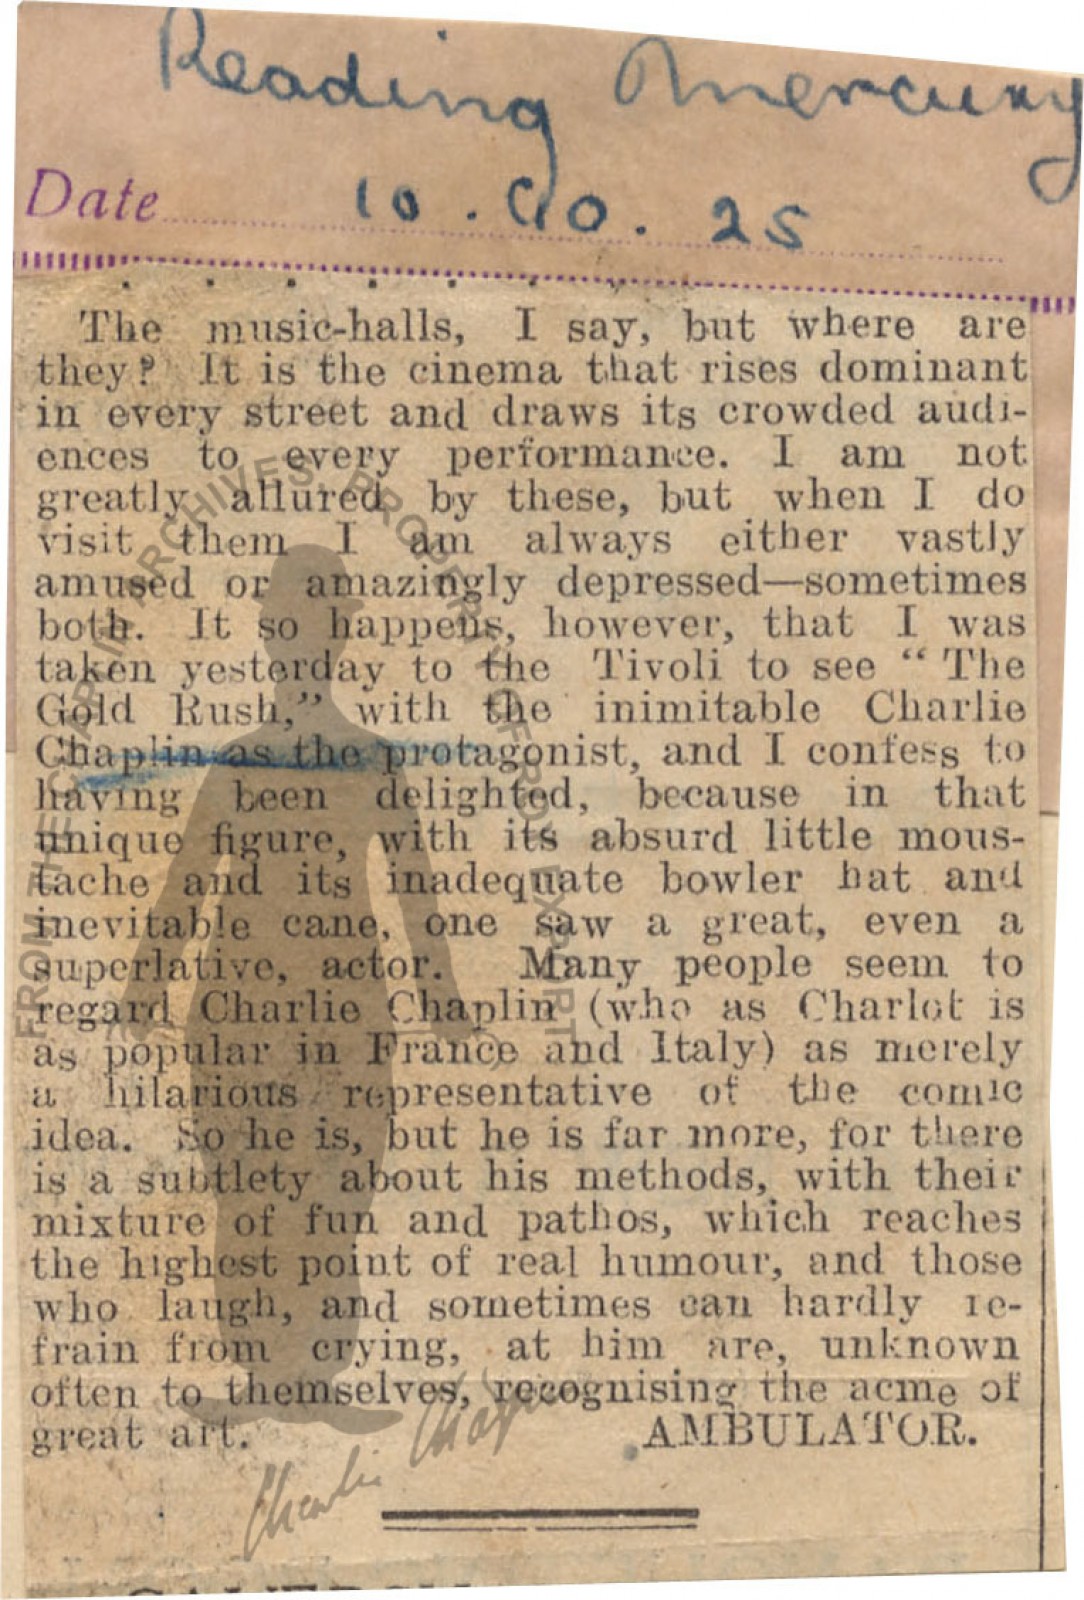 Reading Mercury
Date 10.10.25
The music-halls, I say, but where are
they? It is the cinema that rises dominant
in every street and draws its crowded audi-
ences to every performance. I am not
greatly allured by these, but when I do
visit them I am always either vastly
amused or amazingly depressed—sometimes
both. It so happens, however, that I was
taken yesterday to the Tivoli to see “The
Gold Rush,” with the inimitable Charlie
Chaplin as the protagonist, and I confess to
having been delighted, because in that
unique figure, with its absurd little mous-
tache and its inadequate bowler hat and
inevitable cane, one saw a great, even a
superlative, actor. Many people seem to
regard Charlie Chaplin (who as Charlot is
as popular in France and Italy) as merely
a hilarious representative of the comic
idea. So he is, but he is far more, for there
is a subtlety about his methods, with their
mixture of fun and pathos, which reaches
the highest point of real humour, and those
who laugh, and sometimes can hardly re-
frain from crying, at him are, unknown
often to themselves, recognising the acme of
great art. AMBULATOR.
Charlie Chaplin
FROM THE CHAPLIN ARCHIVES. PROPERTY OF ROY EXPORT